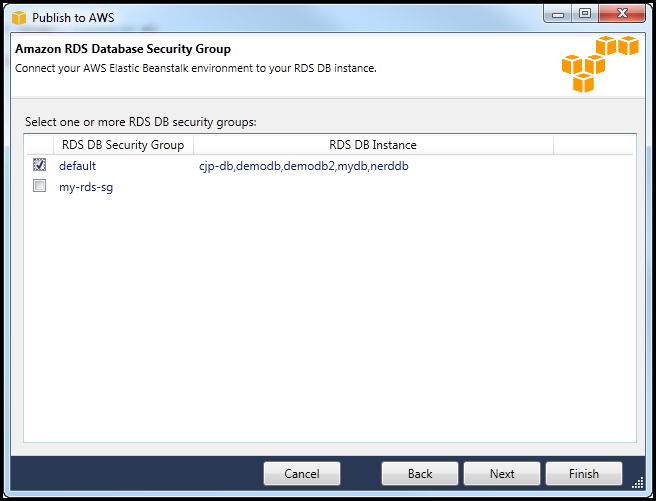 Publish to AWS
Amazon RDS Database Security Group
Connect your AWS Elastic Beanstalk environment to your RDS DB instance.
Select one or more RDS DB security groups:
RDS DB Security Group RDS DB Instance
default cjp-db,demodb,demodb2,mydb,nerddb
my-rds-sg
Cancel Back Next Finish